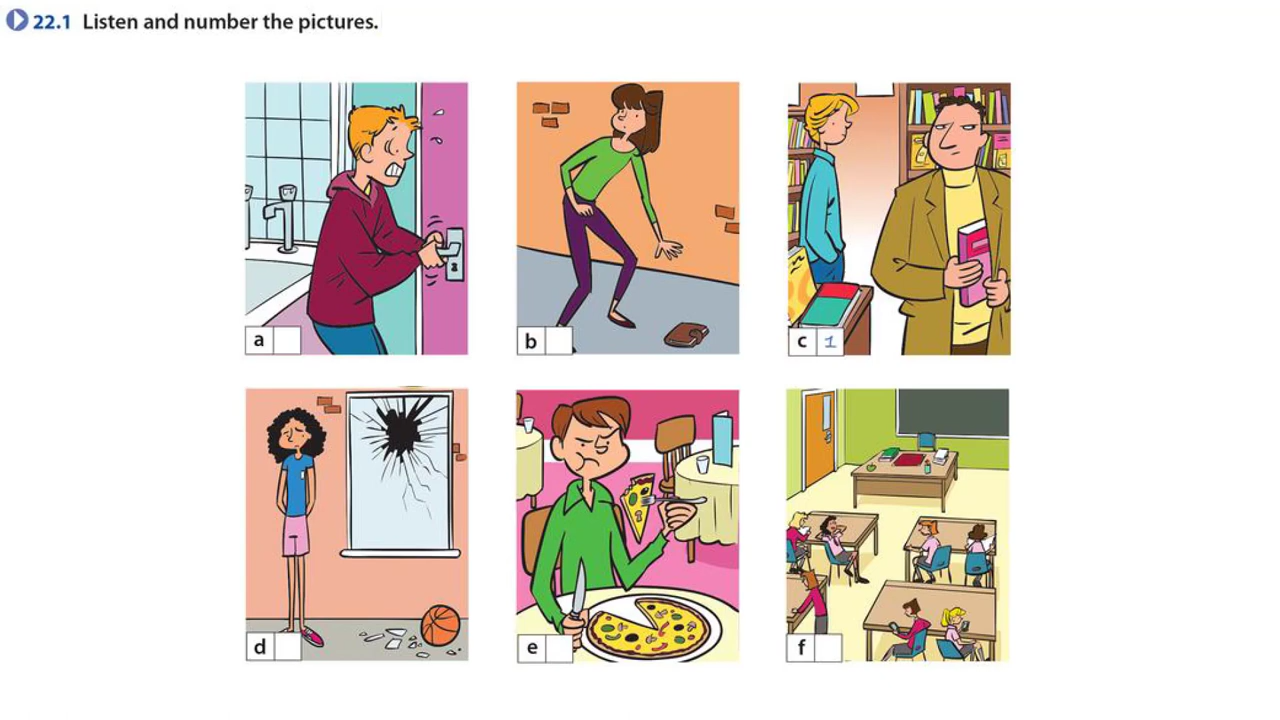 22.1 Listen and number the pictures.
a
b
c 1
d
e
f